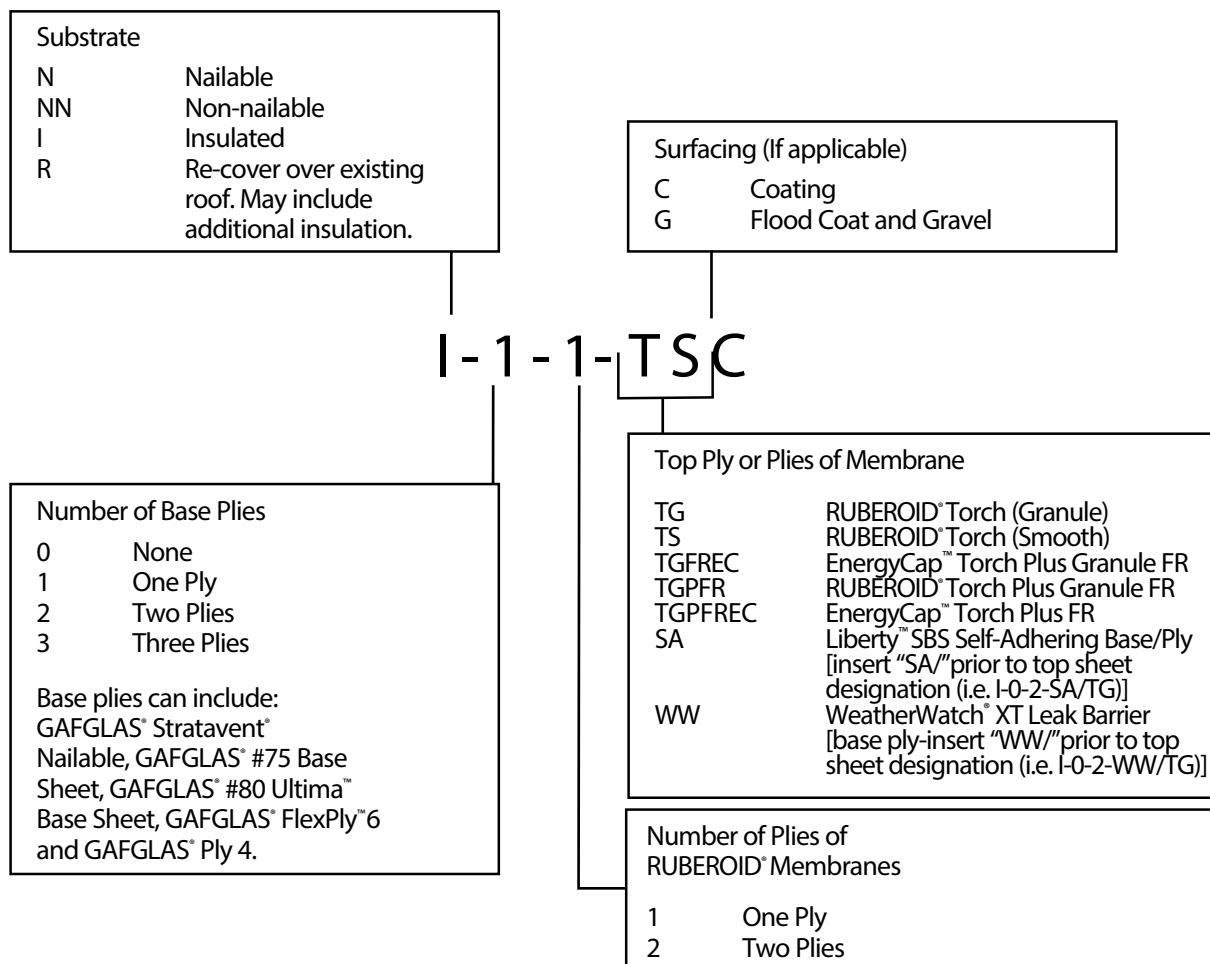 Substrate
N Nailable
NN Non-nailable
I Insulated
R Re-cover over existing
roof. May include
additional insulation.
Surfacing (If applicable)
C Coating
G Flood Coat and Gravel
I - 1 - 1- T S C
Number of Base Plies
0 None
1 One Ply
2 Two Plies
3 Three Plies
Base plies can include:
GAFGLAS® Stratavent®
Nailable, GAFGLAS® #75 Base
Sheet, GAFGLAS® #80 Ultima™
Base Sheet, GAFGLAS® FlexPly™6
and GAFGLAS® Ply 4.
Top Ply or Plies of Membrane
TG RUBEROID® Torch (Granule)
TS RUBEROID® Torch (Smooth)
TGFREC EnergyCap™ Torch Plus Granule FR
TGPFR RUBEROID® Torch Plus Granule FR
TGPFREC EnergyCap™ Torch Plus FR
SA Liberty™ SBS Self-Adhering Base/Ply
[insert “SA/”prior to top sheet
designation (i.e. I-0-2-SA/TG)]
WW WeatherWatch® XT Leak Barrier
[base ply-insert “WW/”prior to top
sheet designation (i.e. I-0-2-WW/TG)]
Number of Plies of
RUBEROID® Membranes
1 One Ply
2 Two Plies